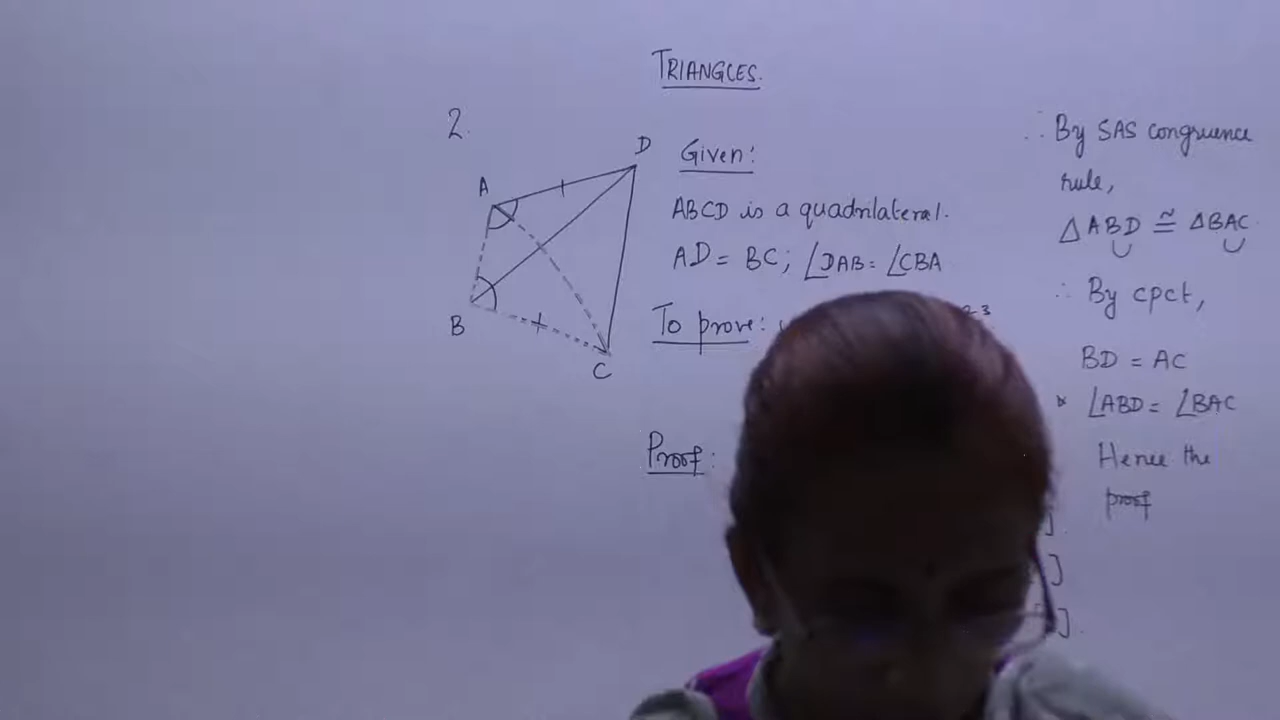 TRIANGLES.
2.
A
D
B
C
Given:
ABCD is a quadrilateral.
AD = BC; ∠DAB = ∠CBA
To prove:
Proof:
]
]
].
∴ By SAS congruence
rule,
△ABD ≅ △BAC
∴ By cpct,
BD = AC
∠ABD = ∠BAC
Hence the
proof